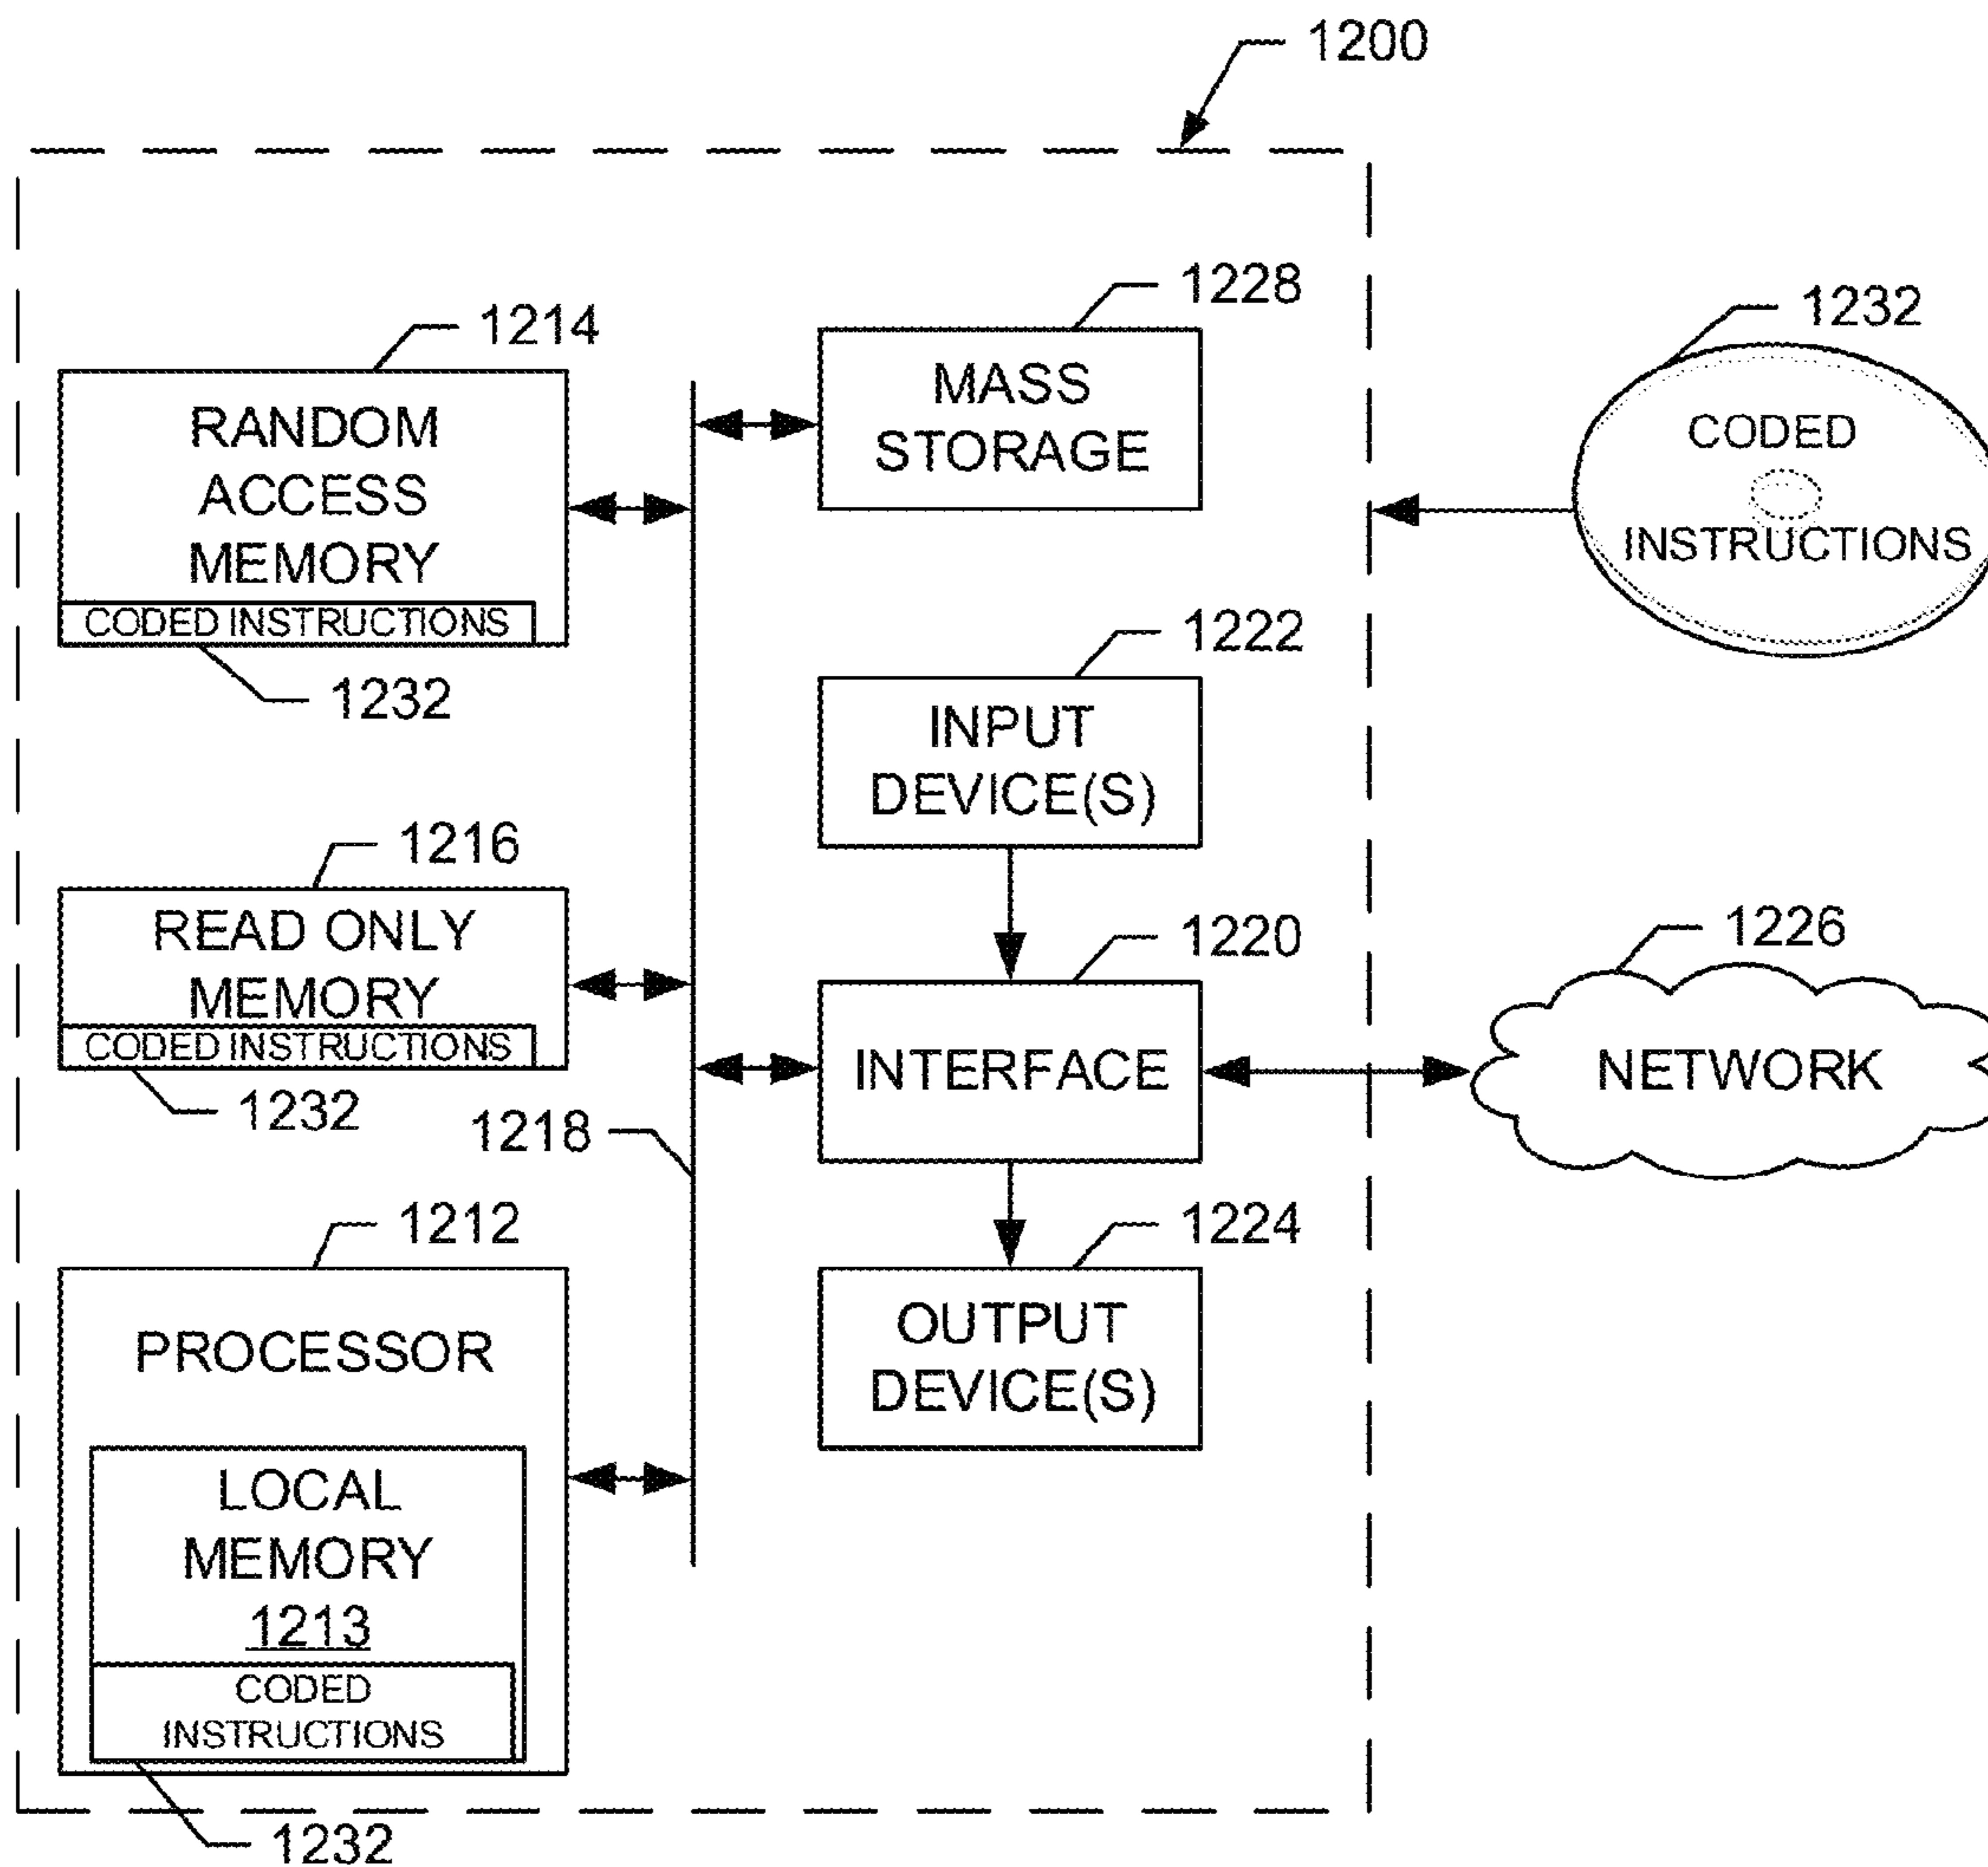 1200
1228
MASS
STORAGE
1214
RANDOM
ACCESS
MEMORY
CODED INSTRUCTIONS
1232
1232
CODED
INSTRUCTIONS
1222
INPUT
DEVICE(S)
1216
READ ONLY
MEMORY
CODED INSTRUCTIONS
1232
1220
INTERFACE
1226
NETWORK
1218
1212
PROCESSOR
LOCAL
MEMORY
1213
CODED
INSTRUCTIONS
1232
1224
OUTPUT
DEVICE(S)